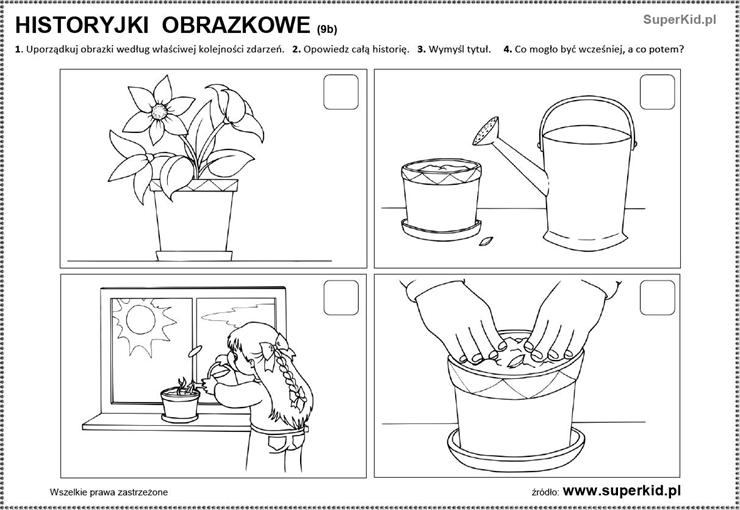 HISTORYJKI OBRAZKOWE (9b)
SuperKid.pl
1. Uporządkuj obrazki według właściwej kolejności zdarzeń. 2. Opowiedz całą historię. 3. Wymyśl tytuł. 4. Co mogło być wcześniej, a co potem?
Wszelkie prawa zastrzeżone
źródło: www.superkid.pl